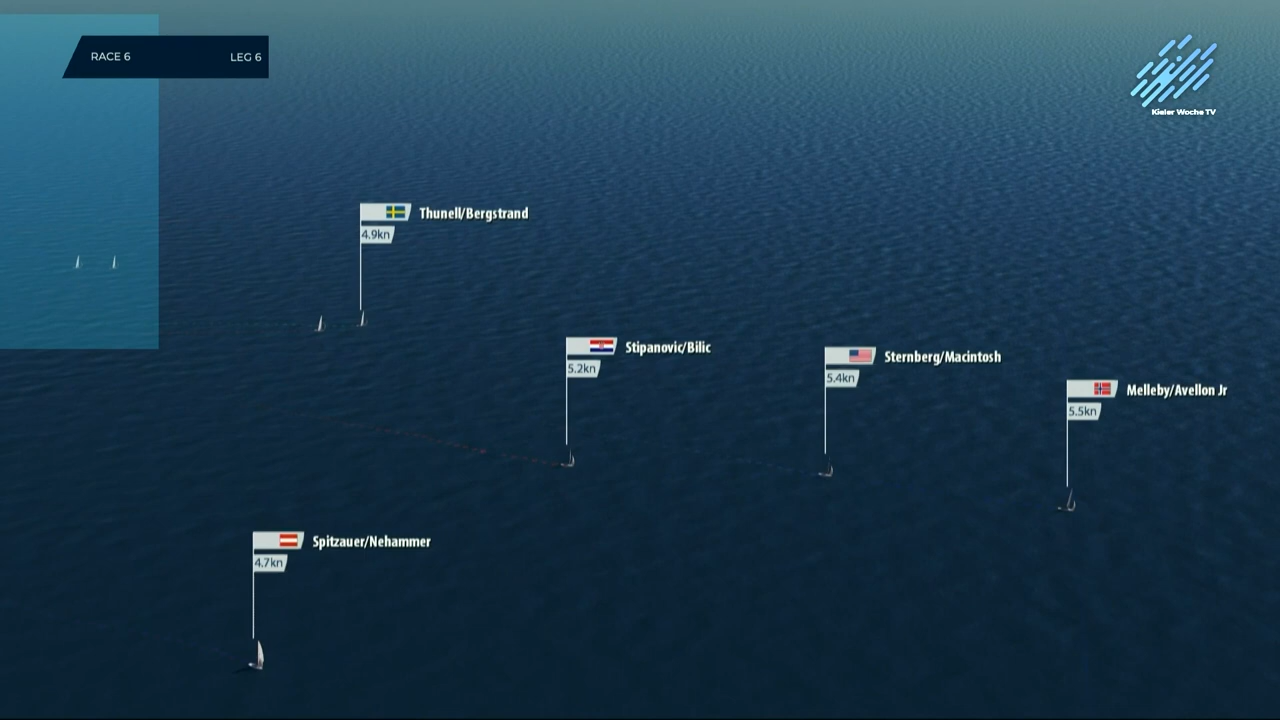 RACE 6 LEG 6
Kieler Woche TV
Thunell/Bergstrand
4.9kn
Stipanovic/Bilic
5.2kn
Sternberg/Macintosh
5.4kn
Melleby/Avellon Jr
5.5kn
Spitzauer/Nehammer
4.7kn